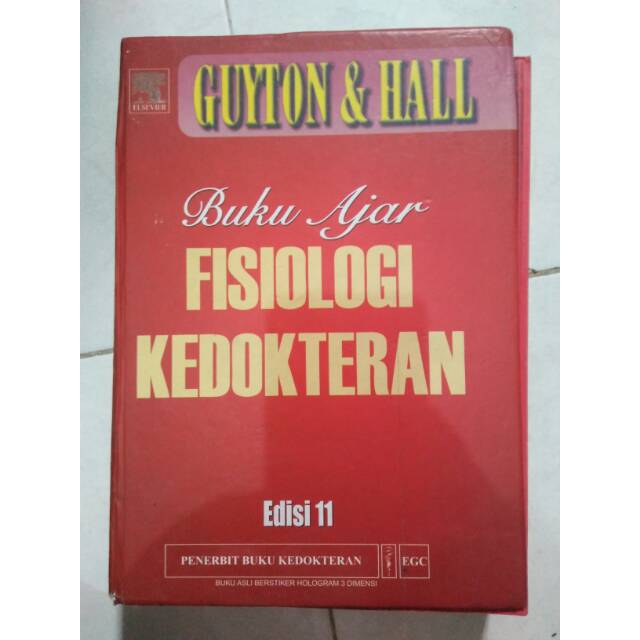 GUYTON & HALL
ELSEVIER
Buku Ajar
FISIOLOGI
KEDOKTERAN
Edisi 11
PENERBIT BUKU KEDOKTERAN EGC
BUKU ASLI BERSTIKER HOLOGRAM 3 DIMENSI